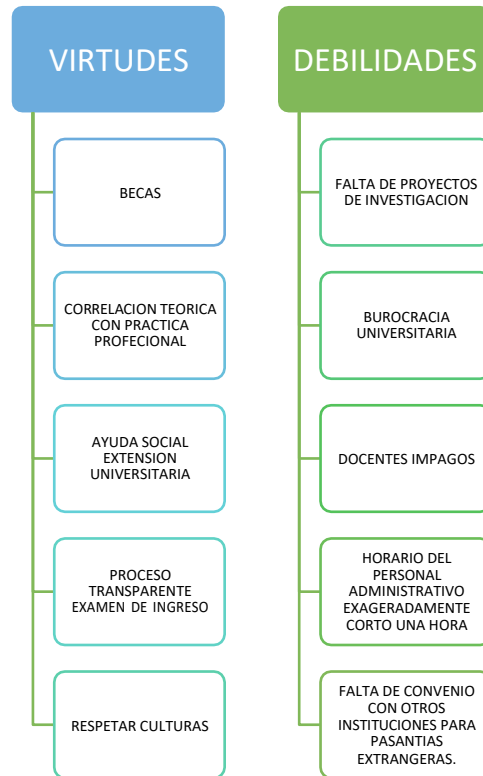 VIRTUDES
BECAS
CORRELACION TEORICA
CON PRACTICA
PROFECIONAL
AYUDA SOCIAL
EXTENSION
UNIVERSITARIA
PROCESO
TRANSPARENTE
EXAMEN DE INGRESO
RESPETAR CULTURAS
DEBILIDADES
FALTA DE PROYECTOS
DE INVESTIGACION
BUROCRACIA
UNIVERSITARIA
DOCENTES IMPAGOS
HORARIO DEL
PERSONAL
ADMINISTRATIVO
EXAGERADAMENTE
CORTO UNA HORA
FALTA DE CONVENIO
CON OTROS
INSTITUCIONES PARA
PASANTIAS
EXTRANGERAS.